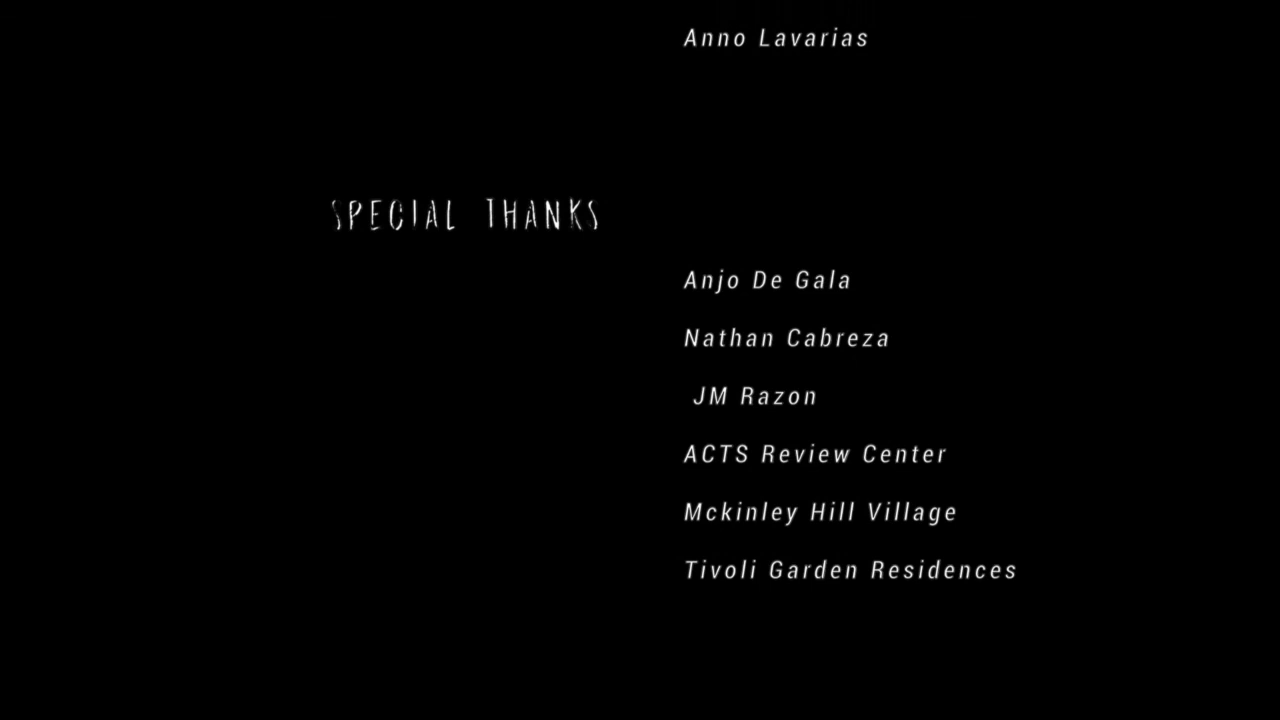 Anno Lavarias
SPECIAL THANKS
Anjo De Gala
Nathan Cabreza
JM Razon
ACTS Review Center
Mckinley Hill Village
Tivoli Garden Residences